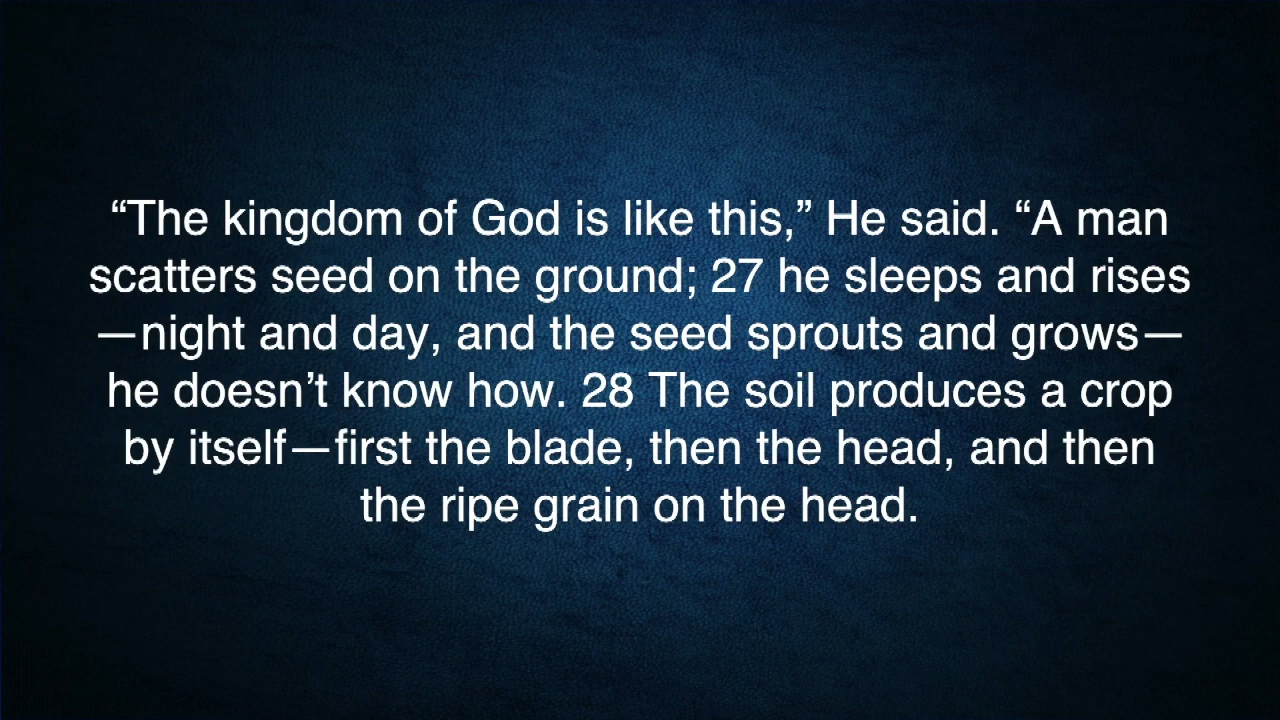 “The kingdom of God is like this,” He said. “A man
scatters seed on the ground; 27 he sleeps and rises
—night and day, and the seed sprouts and grows—
he doesn’t know how. 28 The soil produces a crop
by itself—first the blade, then the head, and then
the ripe grain on the head.